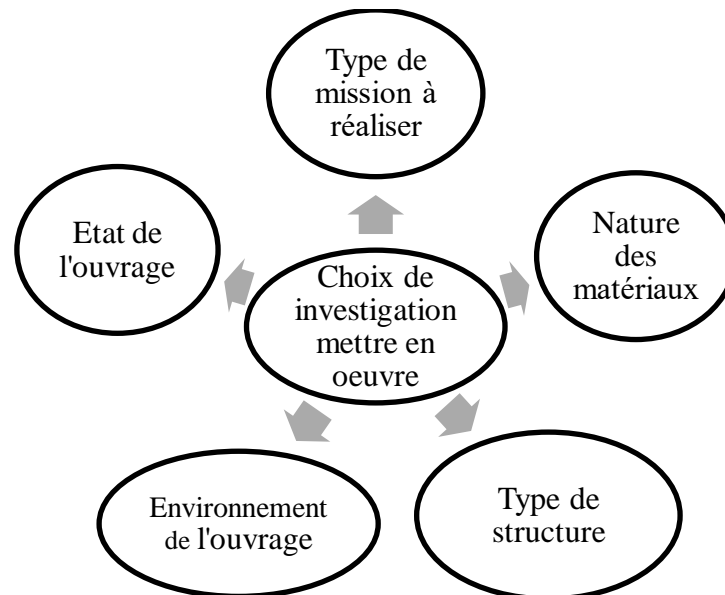 Type de
mission à
réaliser
Etat de
l'ouvrage
Nature
des
matériaux
Choix de
investigation
mettre en
oeuvre
Environnement
de l'ouvrage
Type de
structure